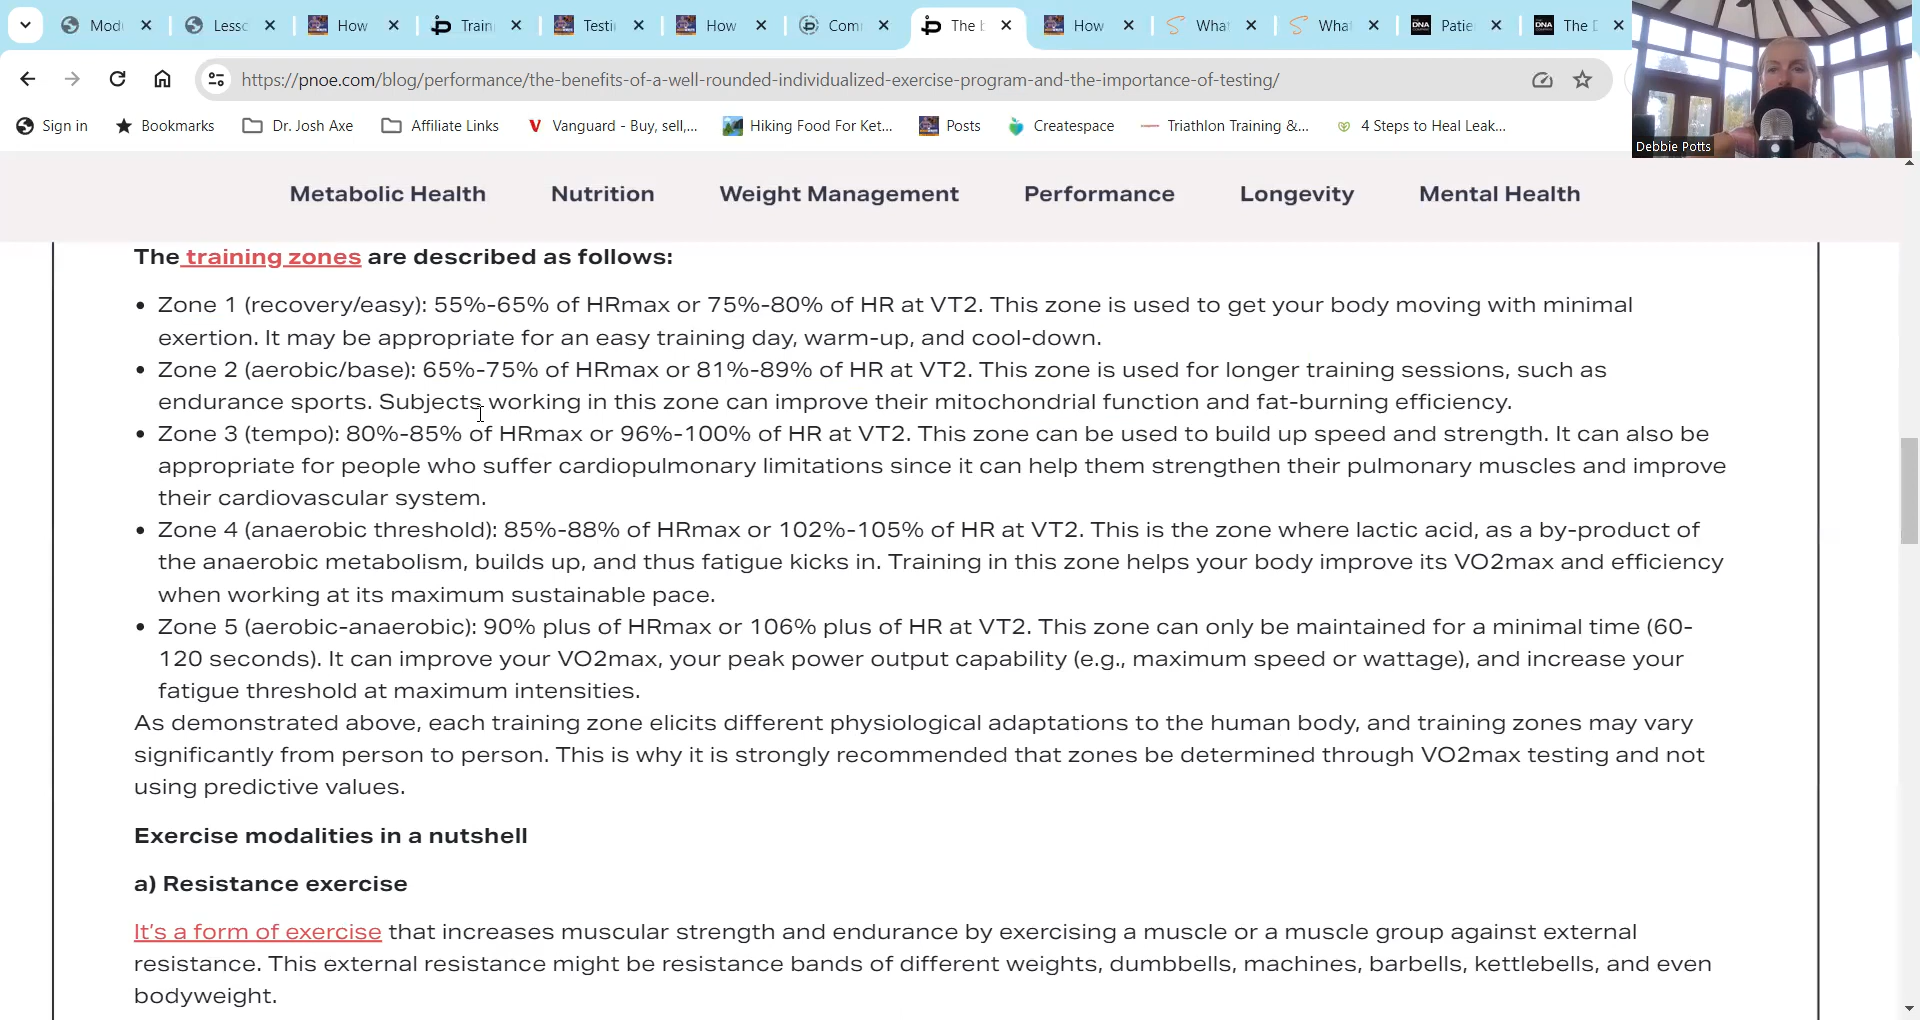 Mod
Lesso
How
Train
Testi
How
Com
The b
How
Wha
Wha
Patie
The D
https://pnoe.com/blog/performance/the-benefits-of-a-well-rounded-individualized-exercise-program-and-the-importance-of-testing/
Sign in
Bookmarks
Dr. Josh Axe
Affiliate Links
Vanguard - Buy, sell,...
Hiking Food For Ket...
Posts
Createspace
Triathlon Training &...
4 Steps to Heal Leak...
Debbie Potts
Metabolic Health
Nutrition
Weight Management
Performance
Longevity
Mental Health
The training zones are described as follows:
• Zone 1 (recovery/easy): 55%-65% of HRmax or 75%-80% of HR at VT2. This zone is used to get your body moving with minimal
exertion. It may be appropriate for an easy training day, warm-up, and cool-down.
• Zone 2 (aerobic/base): 65%-75% of HRmax or 81%-89% of HR at VT2. This zone is used for longer training sessions, such as
endurance sports. Subjects working in this zone can improve their mitochondrial function and fat-burning efficiency.
• Zone 3 (tempo): 80%-85% of HRmax or 96%-100% of HR at VT2. This zone can be used to build up speed and strength. It can also be
appropriate for people who suffer cardiopulmonary limitations since it can help them strengthen their pulmonary muscles and improve
their cardiovascular system.
• Zone 4 (anaerobic threshold): 85%-88% of HRmax or 102%-105% of HR at VT2. This is the zone where lactic acid, as a by-product of
the anaerobic metabolism, builds up, and thus fatigue kicks in. Training in this zone helps your body improve its VO2max and efficiency
when working at its maximum sustainable pace.
• Zone 5 (aerobic-anaerobic): 90% plus of HRmax or 106% plus of HR at VT2. This zone can only be maintained for a minimal time (60-
120 seconds). It can improve your VO2max, your peak power output capability (e.g., maximum speed or wattage), and increase your
fatigue threshold at maximum intensities.
As demonstrated above, each training zone elicits different physiological adaptations to the human body, and training zones may vary
significantly from person to person. This is why it is strongly recommended that zones be determined through VO2max testing and not
using predictive values.
Exercise modalities in a nutshell
a) Resistance exercise
It's a form of exercise that increases muscular strength and endurance by exercising a muscle or a muscle group against external
resistance. This external resistance might be resistance bands of different weights, dumbbells, machines, barbells, kettlebells, and even
bodyweight.